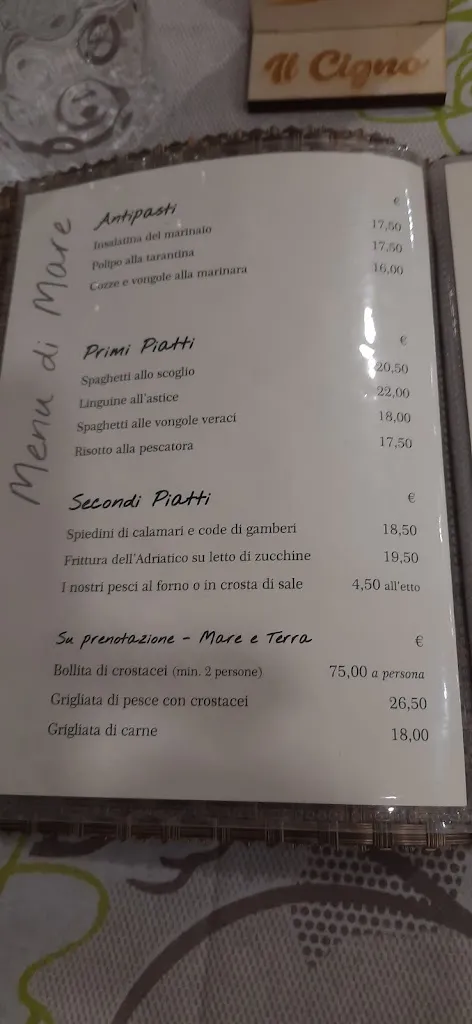 Il Cigno
Menu di Mare
Antipasti €
Insalatina del marinaio 17,50
Polipo alla tarantina 17,50
Cozze e vongole alla marinara 16,00
Primi Piatti €
Spaghetti allo scoglio 20,50
Linguine all'astice 22,00
Spaghetti alle vongole veraci 18,00
Risotto alla pescatora 17,50
Secondi Piatti €
Spiedini di calamari e code di gamberi 18,50
Frittura dell'Adriatico su letto di zucchine 19,50
I nostri pesci al forno o in crosta di sale 4,50 all'etto
Su prenotazione - Mare e Terra €
Bollita di crostacei (min. 2 persone) 75,00 a persona
Grigliata di pesce con crostacei 26,50
Grigliata di carne 18,00